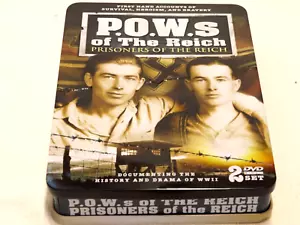 FIRST HAND ACCOUNTS OF
SURVIVAL, HEROISM, AND BRAVERY
P.O.W.s
of The Reich
PRISONERS OF THE REICH
DOCUMENTING THE
HISTORY AND DRAMA OF WWII
2 DVD
SET
P.O.W.s of THE REICH
PRISONERS of THE REICH